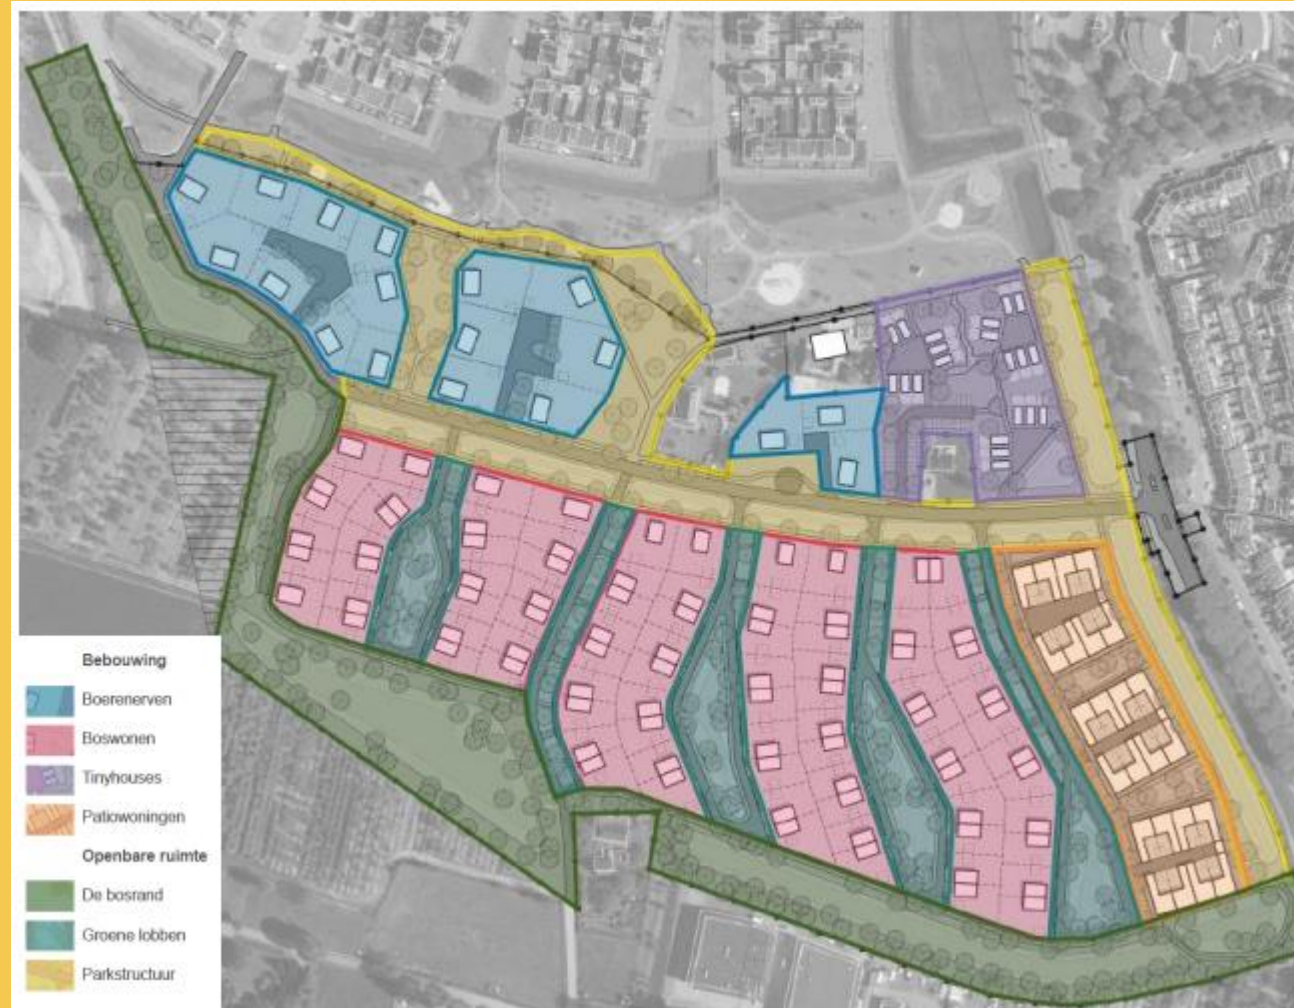 Bebouwing
Boerenerven
Boswonen
Tinyhouses
Patiowoningen
Openbare ruimte
De bosrand
Groene lobben
Parkstructuur